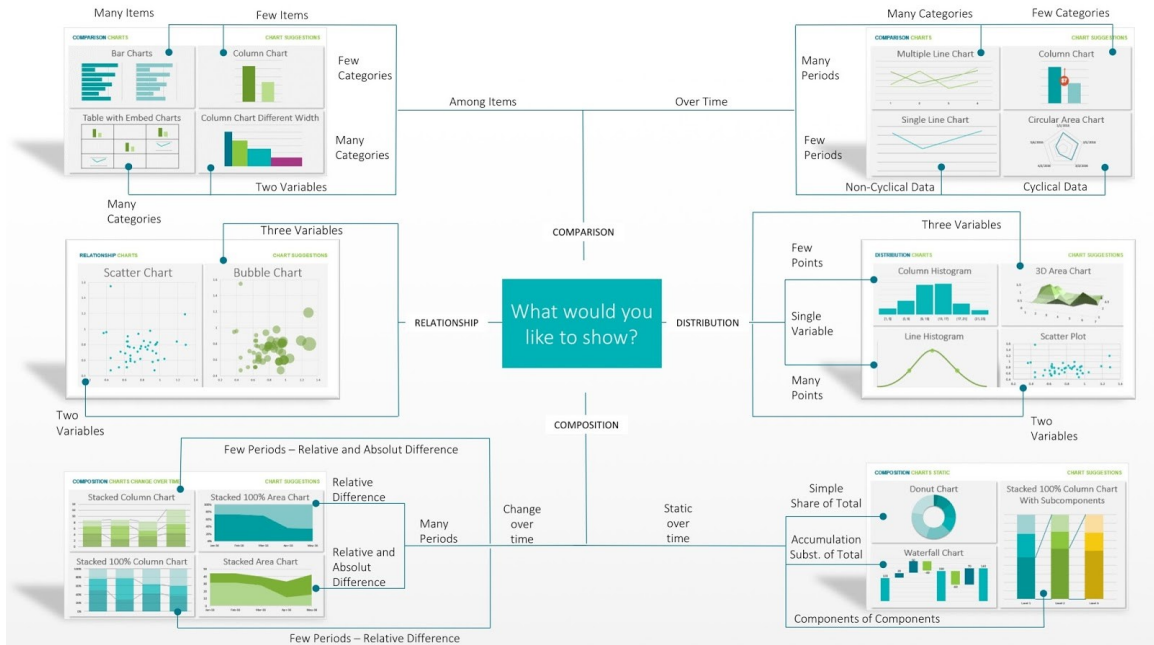 Many Items
Few Items
COMPARISON CHARTS
CHART SUGGESTIONS
Bar Charts
Column Chart
Table with Embed Charts
Column Chart Different Width
Few
Categories
Many
Categories
Two Variables
Many
Categories
Among Items
Over Time
Many Categories
Few Categories
COMPARISON CHARTS
CHART SUGGESTIONS
Multiple Line Chart
Column Chart
Single Line Chart
Circular Area Chart
Many
Periods
Few
Periods
Non-Cyclical Data
Cyclical Data
COMPARISON
Three Variables
RELATIONSHIP CHARTS
CHART SUGGESTIONS
Scatter Chart
Bubble Chart
Two
Variables
RELATIONSHIP
What would you
like to show?
DISTRIBUTION
Three Variables
Few
Points
Single
Variable
Many
Points
DISTRIBUTION CHARTS
CHART SUGGESTIONS
Column Histogram
3D Area Chart
Line Histogram
Scatter Plot
Two
Variables
COMPOSITION
Few Periods – Relative and Absolut Difference
COMPOSITION CHARTS CHANGE OVER TIME
CHART SUGGESTIONS
Stacked Column Chart
Stacked 100% Area Chart
Stacked 100% Column Chart
Stacked Area Chart
Relative
Difference
Many
Periods
Relative and
Absolut
Difference
Few Periods – Relative Difference
Change
over
time
Static
over
time
Simple
Share of Total
Accumulation
Subst. of Total
Components of Components
COMPOSITION CHARTS STATIC
CHART SUGGESTIONS
Donut Chart
Stacked 100% Column Chart
With Subcomponents
Waterfall Chart